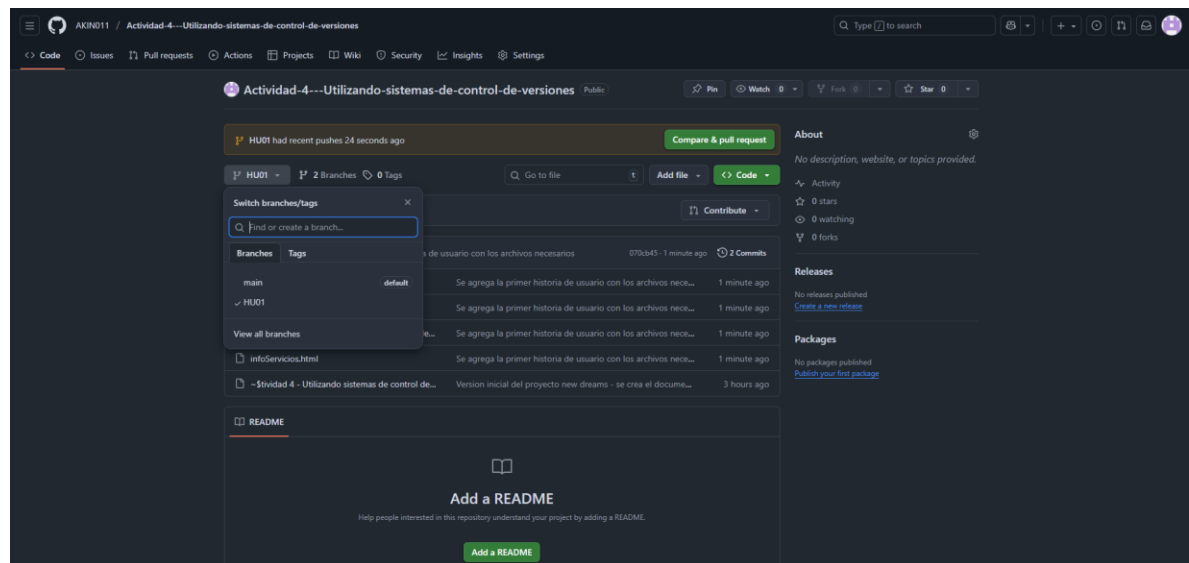 AKIN011 / Actividad-4---Utilizando-sistemas-de-control-de-versiones
Type / to search
Code Issues Pull requests Actions Projects Wiki Security Insights Settings
Actividad-4---Utilizando-sistemas-de-control-de-versiones Public
Pin Watch 0 Fork 0 Star 0
HU01 had recent pushes 24 seconds ago Compare & pull request
HU01 2 Branches 0 Tags Go to file t Add file Code
Switch branches/tags
Find or create a branch...
Branches Tags
main default
HU01
View all branches
Contribute
de usuario con los archivos necesarios 070cb45 · 1 minute ago 2 Commits
Se agrega la primer historia de usuario con los archivos nece... 1 minute ago
Se agrega la primer historia de usuario con los archivos nece... 1 minute ago
e... Se agrega la primer historia de usuario con los archivos nece... 1 minute ago
infoServicios.html Se agrega la primer historia de usuario con los archivos nece... 1 minute ago
~$tividad 4 - Utilizando sistemas de control de... Version inicial del proyecto new dreams - se crea el docume... 3 hours ago
README
Add a README
Help people interested in this repository understand your project by adding a README.
Add a README
About
No description, website, or topics provided.
Activity
0 stars
0 watching
0 forks
Releases
No releases published
Create a new release
Packages
No packages published
Publish your first package